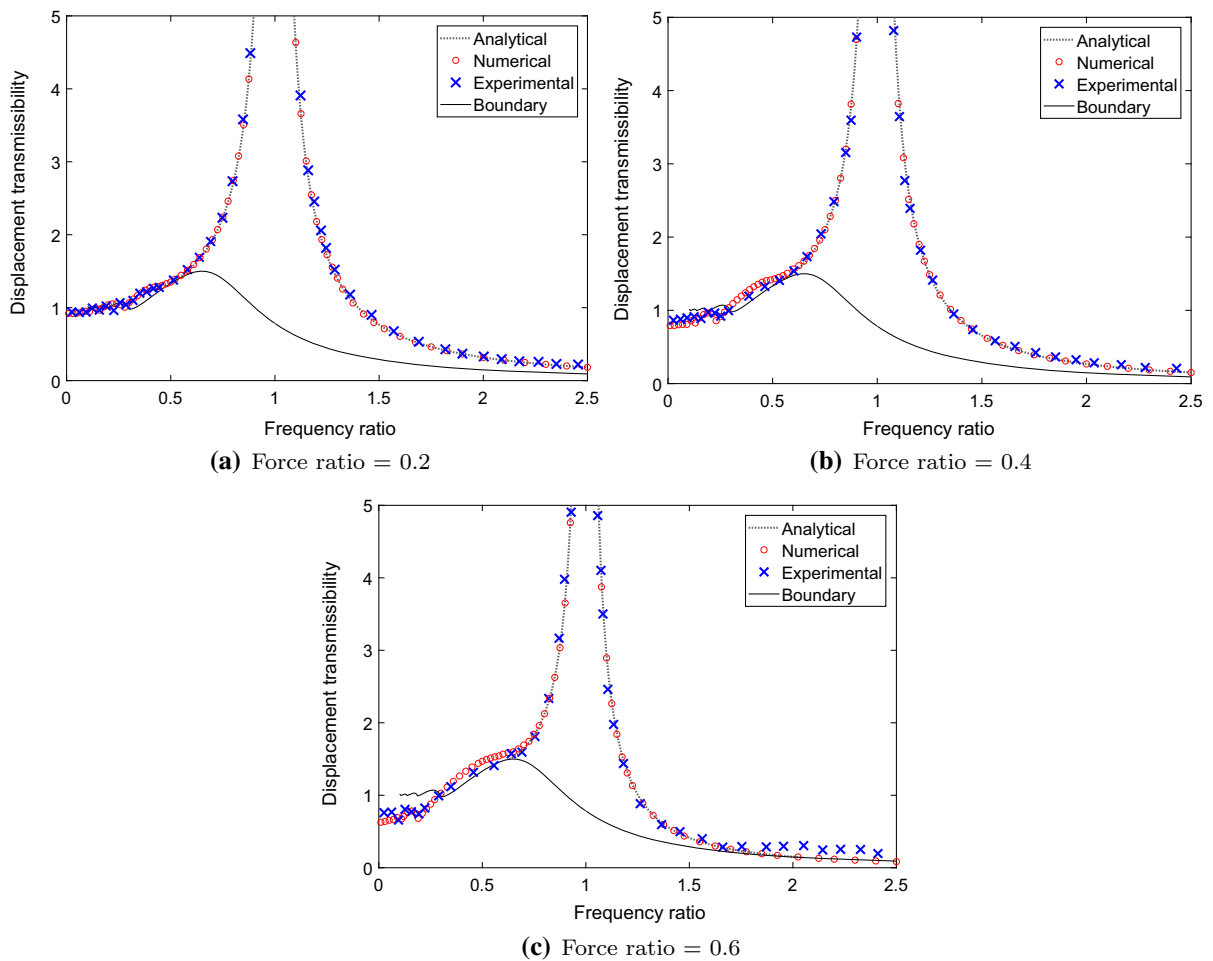 5
4
3
2
1
0
Displacement transmissibility
Analytical
Numerical
Experimental
Boundary
0 0.5 1 1.5 2 2.5
Frequency ratio
(a) Force ratio = 0.2
5
4
3
2
1
0
Displacement transmissibility
Analytical
Numerical
Experimental
Boundary
0 0.5 1 1.5 2 2.5
Frequency ratio
(b) Force ratio = 0.4
5
4
3
2
1
0
Displacement transmissibility
Analytical
Numerical
Experimental
Boundary
0 0.5 1 1.5 2 2.5
Frequency ratio
(c) Force ratio = 0.6